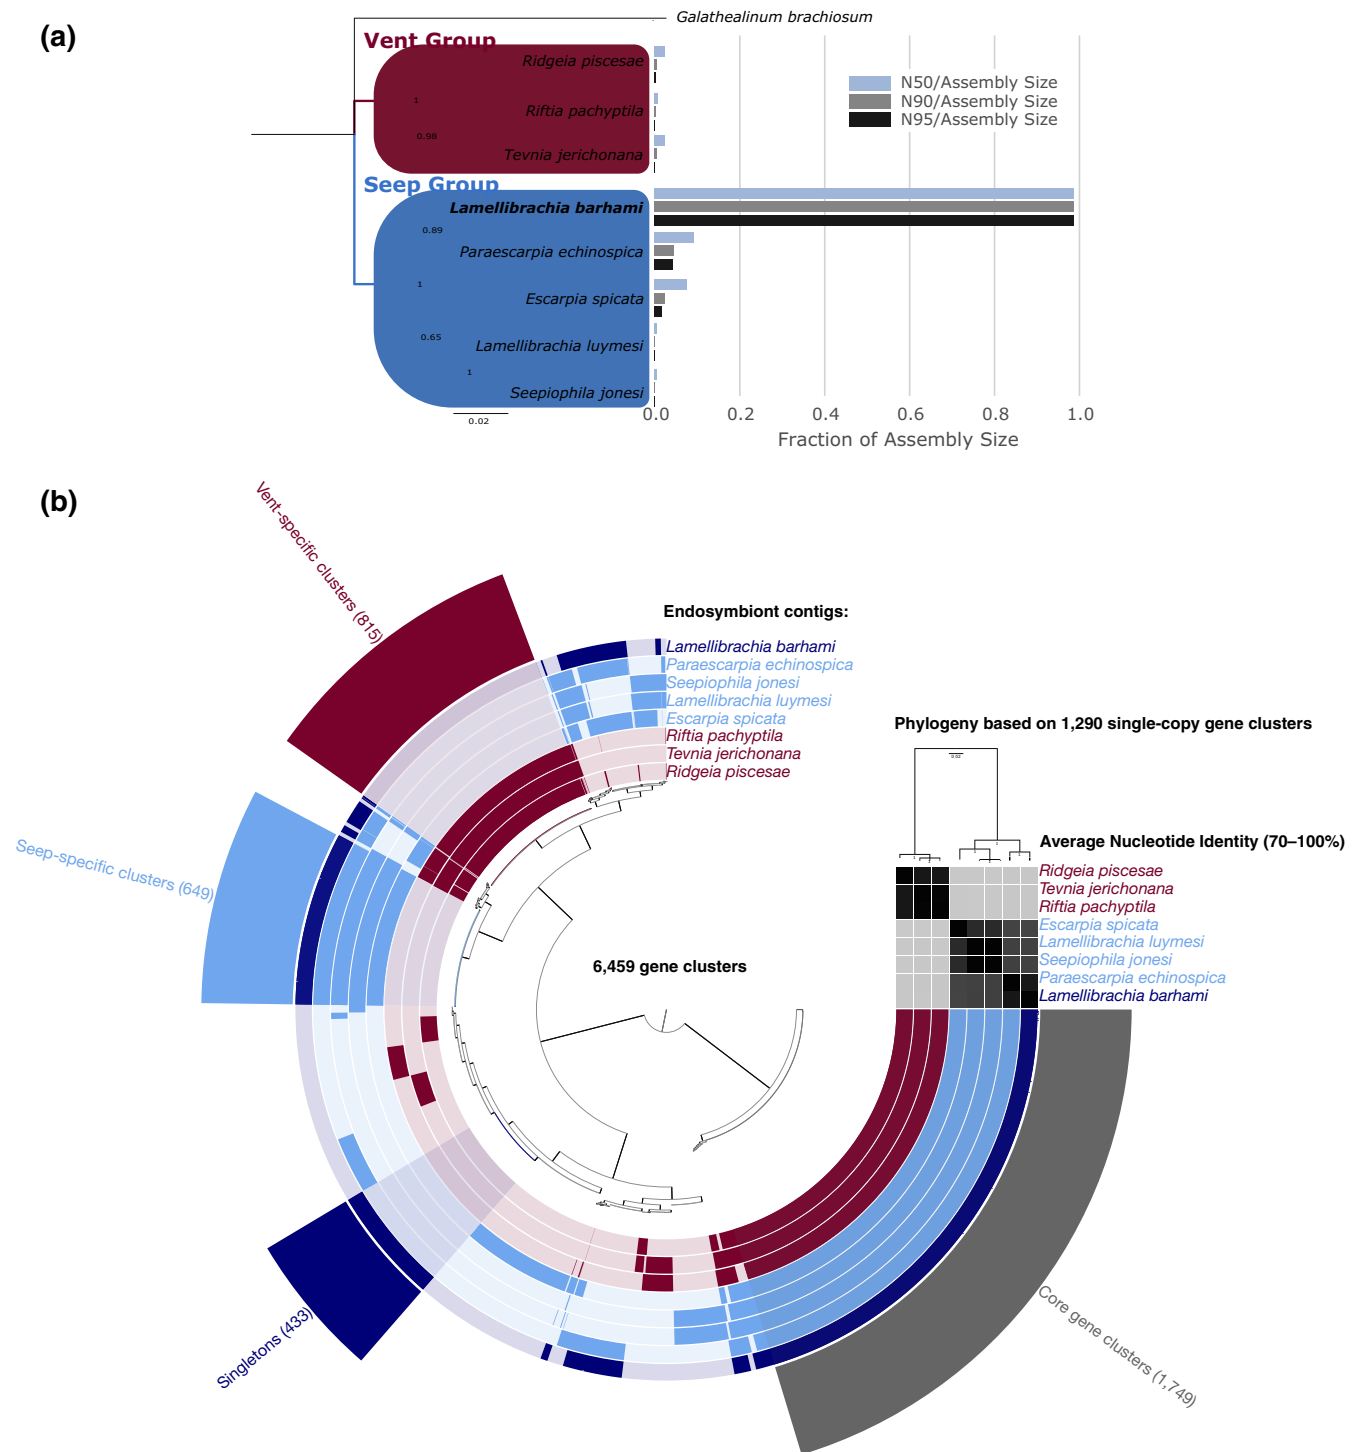 (a)
Galathealinum brachiosum
Vent Group
Ridgeia piscesae
Riftia pachyptila
Tevnia jerichonana
1
0.98
N50/Assembly Size
N90/Assembly Size
N95/Assembly Size
Seep Group
Lamellibrachia barhami
0.89
Paraescarpia echinospica
1
Escarpia spicata
0.65
Lamellibrachia luymesi
1
Seepiophila jonesi
0.02
0.0 0.2 0.4 0.6 0.8 1.0
Fraction of Assembly Size
(b)
Vent-specific clusters (815)
Endosymbiont contigs:
Lamellibrachia barhami
Paraescarpia echinospica
Seepiophila jonesi
Lamellibrachia luymesi
Escarpia spicata
Riftia pachyptila
Tevnia jerichonana
Ridgeia piscesae
Phylogeny based on 1,290 single-copy gene clusters
0.02
Average Nucleotide Identity (70–100%)
Ridgeia piscesae
Tevnia jerichonana
Riftia pachyptila
Escarpia spicata
Lamellibrachia luymesi
Seepiophila jonesi
Paraescarpia echinospica
Lamellibrachia barhami
Seep-specific clusters (649)
6,459 gene clusters
Singletons (433)
Core gene clusters (1,749)